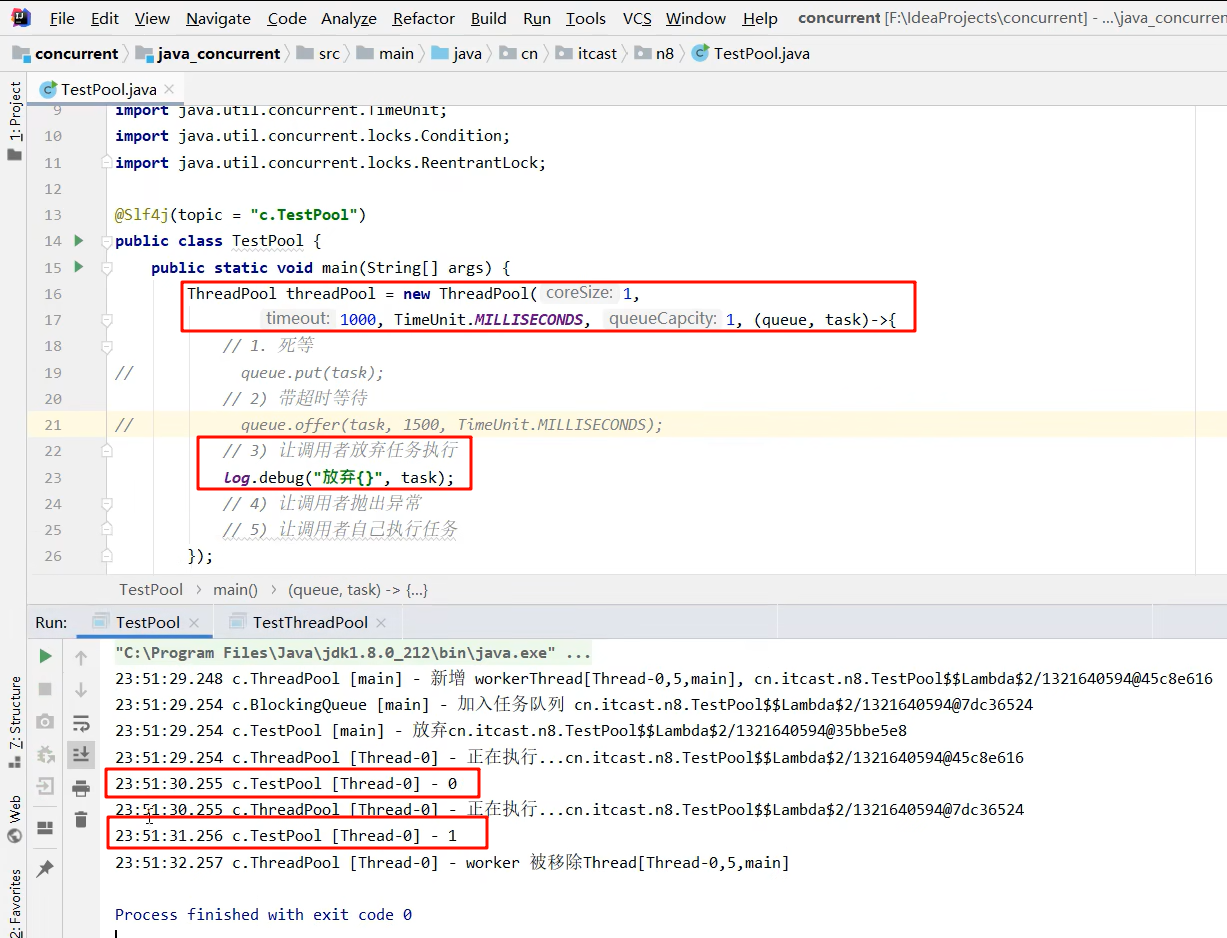 File Edit View Navigate Code Analyze Refactor Build Run Tools VCS Window Help concurrent [F:\IdeaProjects\concurrent] - ...\java_concurren
concurrent java_concurrent src main java cn itcast n8 TestPool.java
1: Project
TestPool.java
9 import java.util.concurrent.TimeUnit;
10 import java.util.concurrent.locks.Condition;
11 import java.util.concurrent.locks.ReentrantLock;
12
13 @Slf4j(topic = "c.TestPool")
14 public class TestPool {
15 public static void main(String[] args) {
16 ThreadPool threadPool = new ThreadPool( coreSize: 1,
17 timeout: 1000, TimeUnit.MILLISECONDS, queueCapcity: 1, (queue, task)->{
18 // 1. 死等
19 // queue.put(task);
20 // 2) 带超时等待
21 // queue.offer(task, 1500, TimeUnit.MILLISECONDS);
22 // 3) 让调用者放弃任务执行
23 log.debug("放弃{}", task);
24 // 4) 让调用者抛出异常
25 // 5) 让调用者自己执行任务
26 });
TestPool › main() › (queue, task) -> {...}
Run: TestPool TestThreadPool
"C:\Program Files\Java\jdk1.8.0_212\bin\java.exe" ...
23:51:29.248 c.ThreadPool [main] - 新增 workerThread[Thread-0,5,main], cn.itcast.n8.TestPool$$Lambda$2/1321640594@45c8e616
23:51:29.254 c.BlockingQueue [main] - 加入任务队列 cn.itcast.n8.TestPool$$Lambda$2/1321640594@7dc36524
23:51:29.254 c.TestPool [main] - 放弃cn.itcast.n8.TestPool$$Lambda$2/1321640594@35bbe5e8
23:51:29.254 c.ThreadPool [Thread-0] - 正在执行...cn.itcast.n8.TestPool$$Lambda$2/1321640594@45c8e616
23:51:30.255 c.TestPool [Thread-0] - 0
23:51:30.255 c.ThreadPool [Thread-0] - 正在执行...cn.itcast.n8.TestPool$$Lambda$2/1321640594@7dc36524
23:51:31.256 c.TestPool [Thread-0] - 1
23:51:32.257 c.ThreadPool [Thread-0] - worker 被移除Thread[Thread-0,5,main]
Process finished with exit code 0
7: Structure
Web
2: Favorites